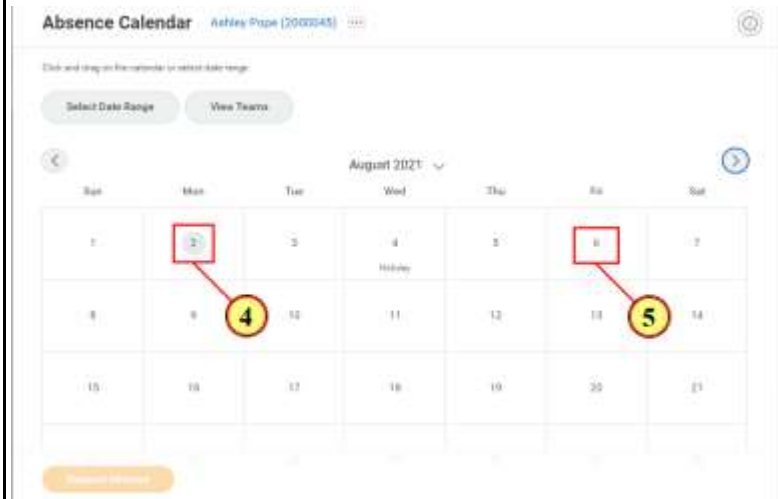 Absence Calendar Ashley Pope (2000045)
Click and drag on the calendar or select date range
Select Date Range View Teams
August 2021
Sun Mon Tue Wed Thu Fri Sat
1 2 3 4 5 6 7
Holiday
8 9 4 10 11 12 13 5 14
15 16 17 18 19 20 21
Request Absence